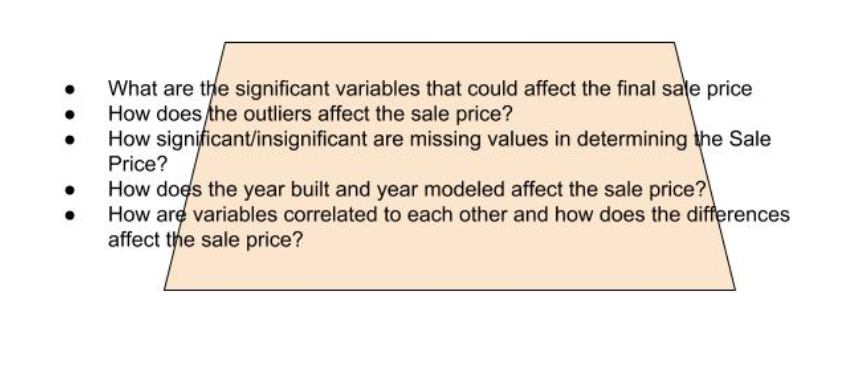 ● What are the significant variables that could affect the final sale price
● How does the outliers affect the sale price?
● How significant/insignificant are missing values in determining the Sale
Price?
● How does the year built and year modeled affect the sale price?
● How are variables correlated to each other and how does the differences
affect the sale price?